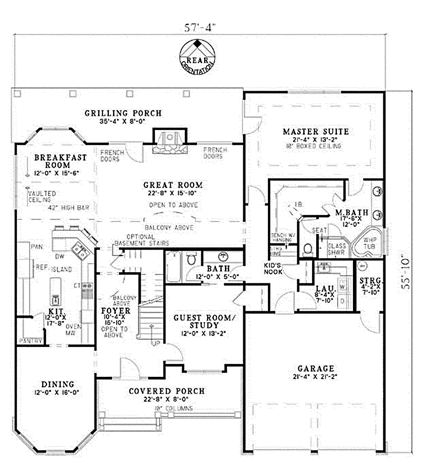 57'-4"
REAR
ORIENTATION
GRILLING PORCH
35'-4" X 8'-0"
MASTER SUITE
21'-4" X 13'-2"
10' BOXED CEILING
FRENCH
DOORS
FRENCH
DOORS
BREAKFAST
ROOM
12'-0" X 15'-6"
VAULTED
CEILING
42" HIGH BAR
GREAT ROOM
22'-8" X 15'-10"
OPEN TO ABOVE
BALCONY ABOVE
OPTIONAL
BASEMENT STAIRS
M.BATH
17'-6" X
12'-0"
SEAT
GLASS
SHWR
WHP
TUB
BENCH W/
HANGING
KID'S
NOOK
BATH
12'-0" X 5'-0"
PAN
DW
REF
ISLAND
CT
KIT.
12'-0" X
17'-8"
OVEN
MW
PANTRY
BALCONY
ABOVE
FOYER
10'-4" X
16'-10"
OPEN TO
ABOVE
UP
GUEST ROOM/
STUDY
12'-0" X 13'-2"
LAU.
8'-4" X
7'-10"
W
D
STRG.
4'-2" X
7'-10"
55'-10"
DINING
12'-0" X 16'-0"
COVERED PORCH
22'-8" X 8'-0"
10" COLUMNS
GARAGE
21'-4" X 21'-2"